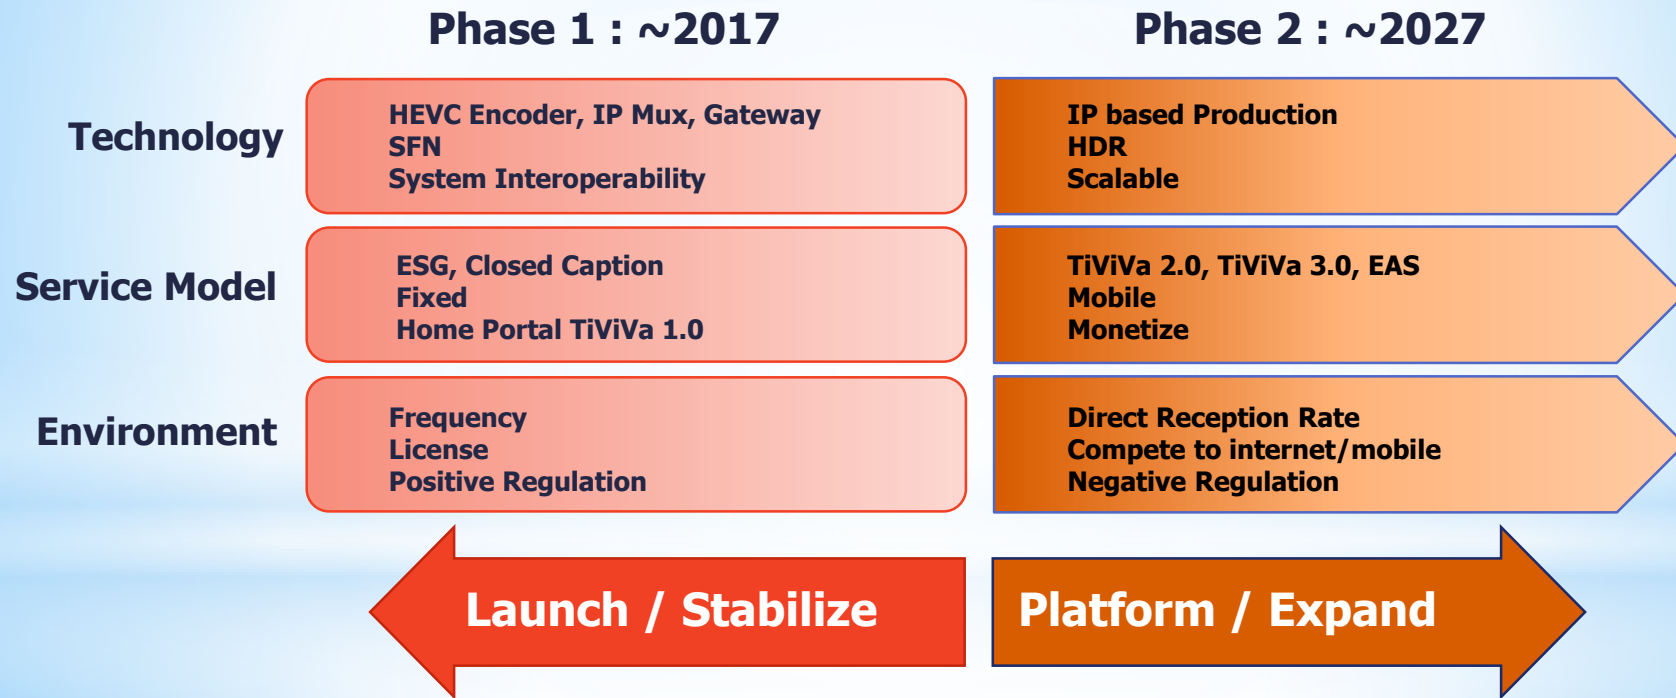 Phase 1 : ~2017
Phase 2 : ~2027
Technology
HEVC Encoder, IP Mux, Gateway
SFN
System Interoperability
IP based Production
HDR
Scalable
Service Model
ESG, Closed Caption
Fixed
Home Portal TiViVa 1.0
TiViVa 2.0, TiViVa 3.0, EAS
Mobile
Monetize
Environment
Frequency
License
Positive Regulation
Direct Reception Rate
Compete to internet/mobile
Negative Regulation
Launch / Stabilize
Platform / Expand